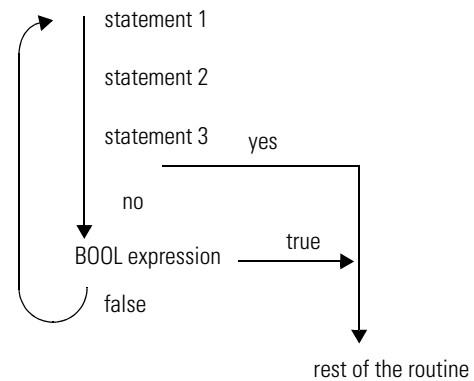 statement 1
statement 2
statement 3
yes
no
BOOL expression
true
false
rest of the routine